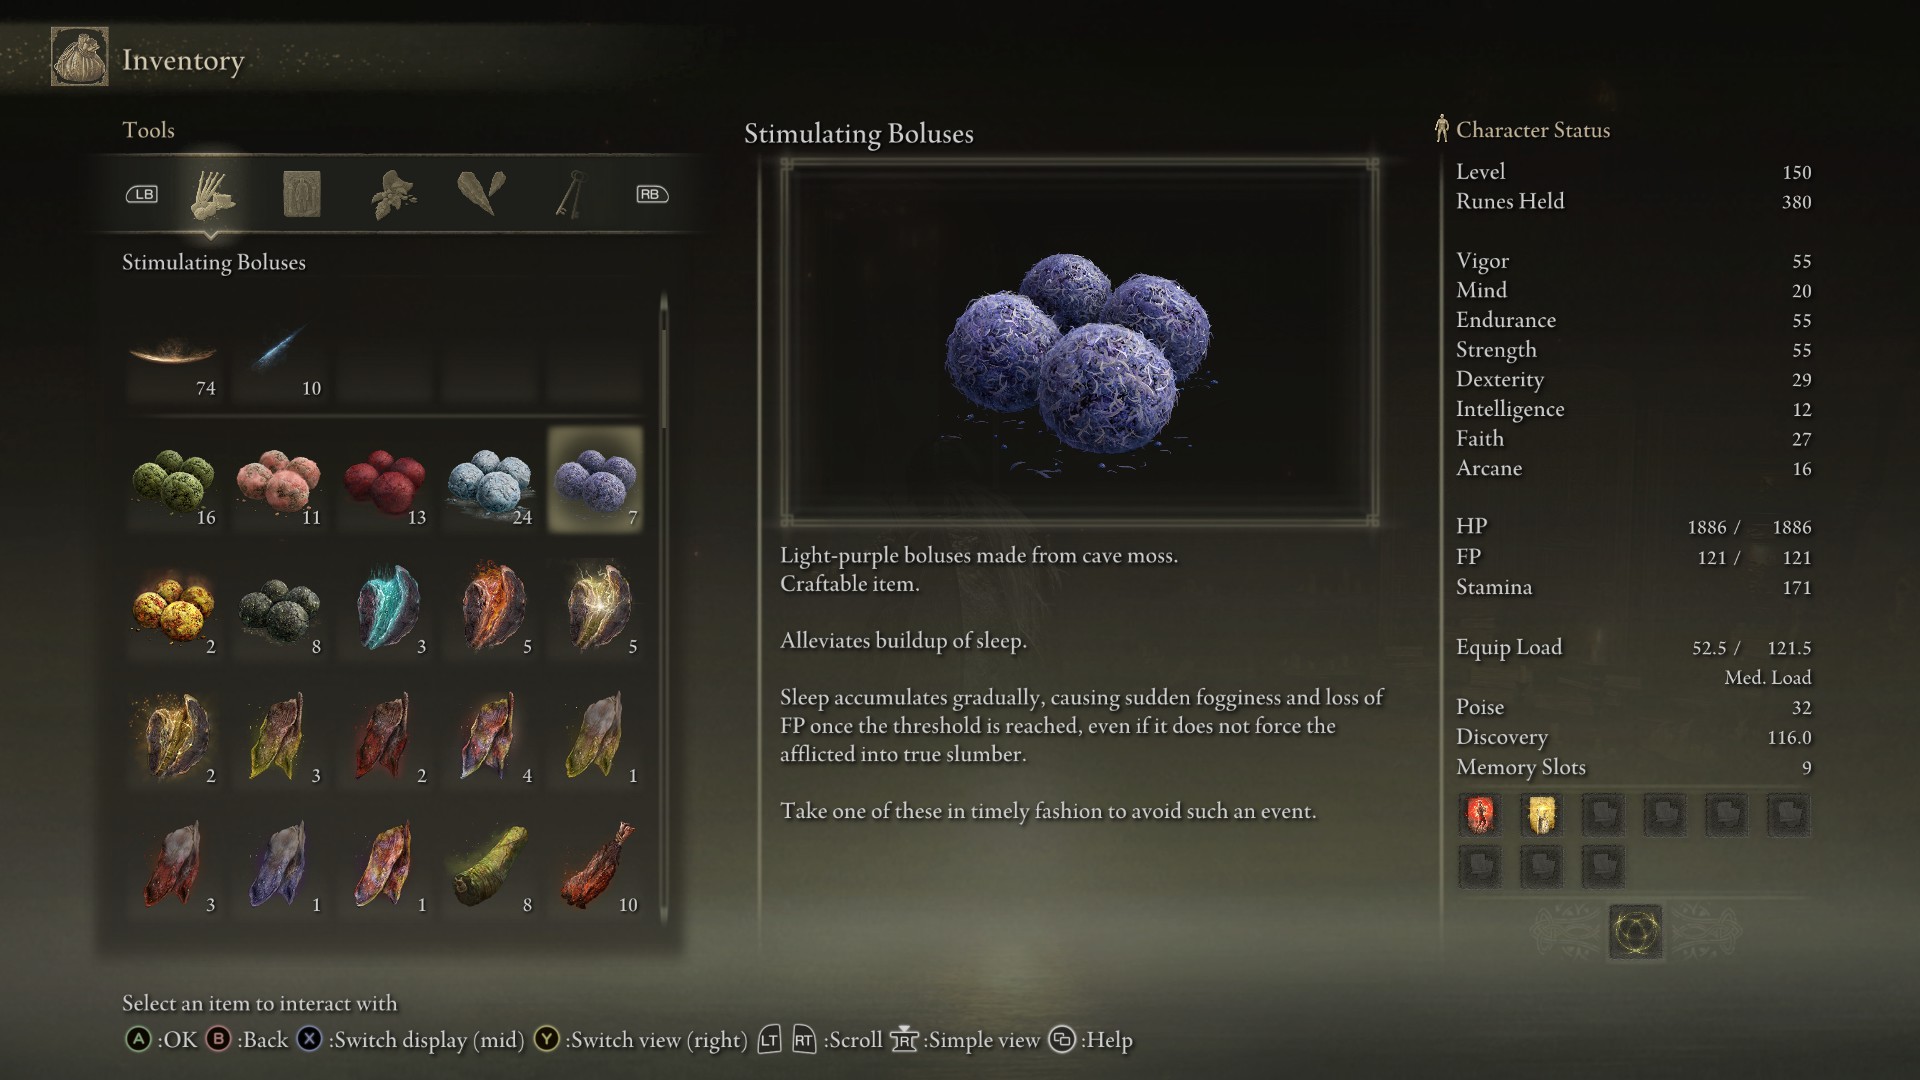 Inventory
Tools
LB
RB
Stimulating Boluses
74
10
16
11
13
24
7
2
8
3
5
5
2
3
2
4
1
3
1
1
8
10
Stimulating Boluses
Light-purple boluses made from cave moss.
Craftable item.
Alleviates buildup of sleep.
Sleep accumulates gradually, causing sudden fogginess and loss of
FP once the threshold is reached, even if it does not force the
afflicted into true slumber.
Take one of these in timely fashion to avoid such an event.
Character Status
Level 150
Runes Held 380
Vigor 55
Mind 20
Endurance 55
Strength 55
Dexterity 29
Intelligence 12
Faith 27
Arcane 16
HP 1886 / 1886
FP 121 / 121
Stamina 171
Equip Load 52.5 / 121.5
Med. Load
Poise 32
Discovery 116.0
Memory Slots 9
Select an item to interact with
A :OK B :Back X :Switch display (mid) Y :Switch view (right) LT RT :Scroll R :Simple view :Help